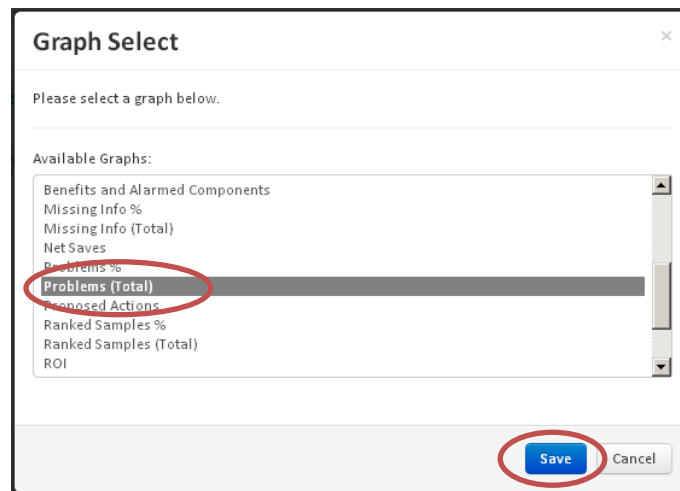 Graph Select
×
Please select a graph below.
Available Graphs:
Benefits and Alarmed Components
Missing Info %
Missing Info (Total)
Net Saves
Problems %
Problems (Total)
Proposed Actions
Ranked Samples %
Ranked Samples (Total)
ROI
Save Cancel